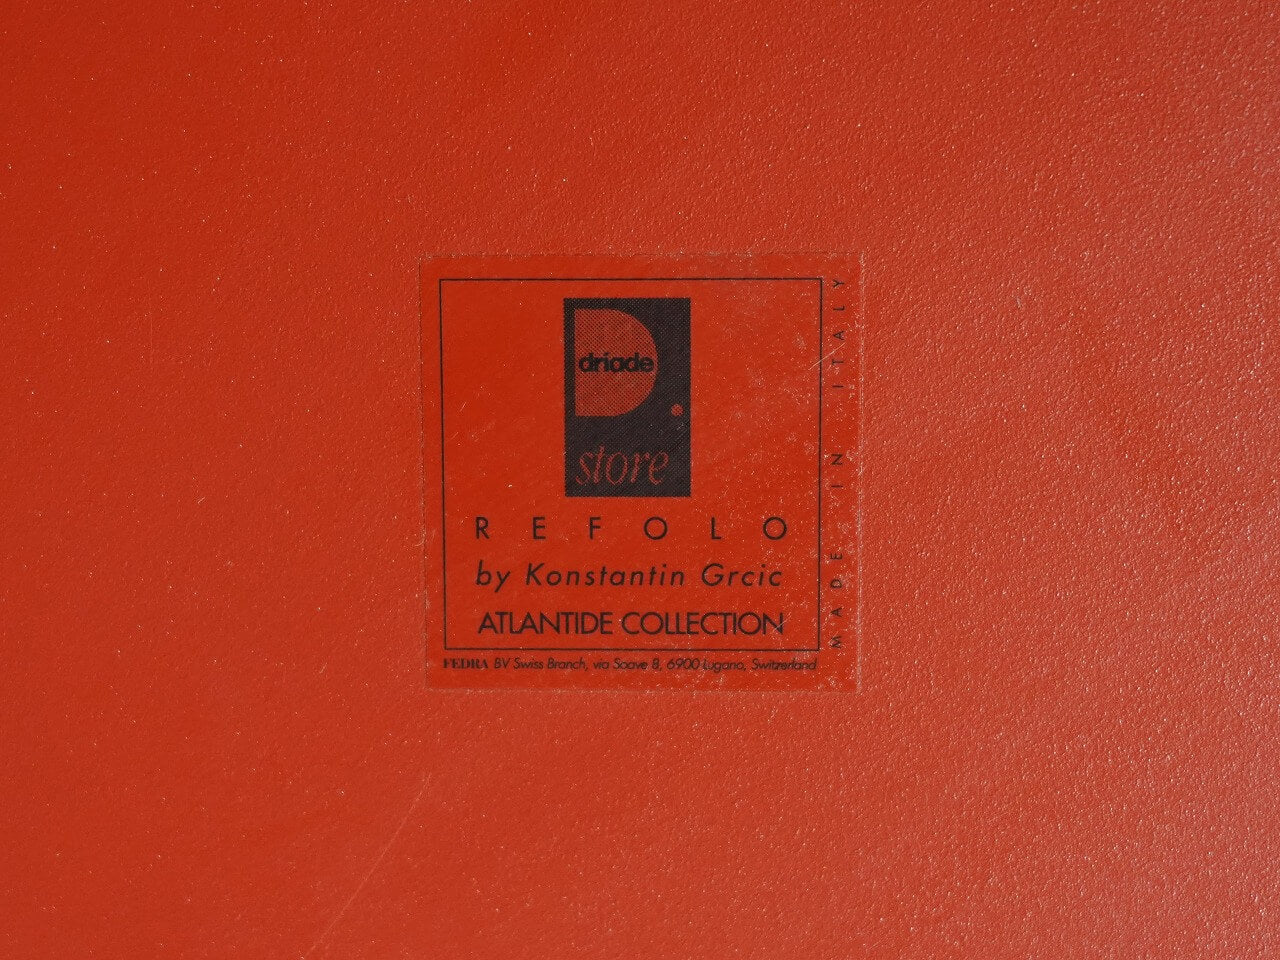 dríade
store
REFOLO
by Konstantin Grcic
ATLANTIDE COLLECTION
FEDRA BV Swiss Branch, via Soave 8, 6900 Lugano, Switzerland
MADE IN ITALY